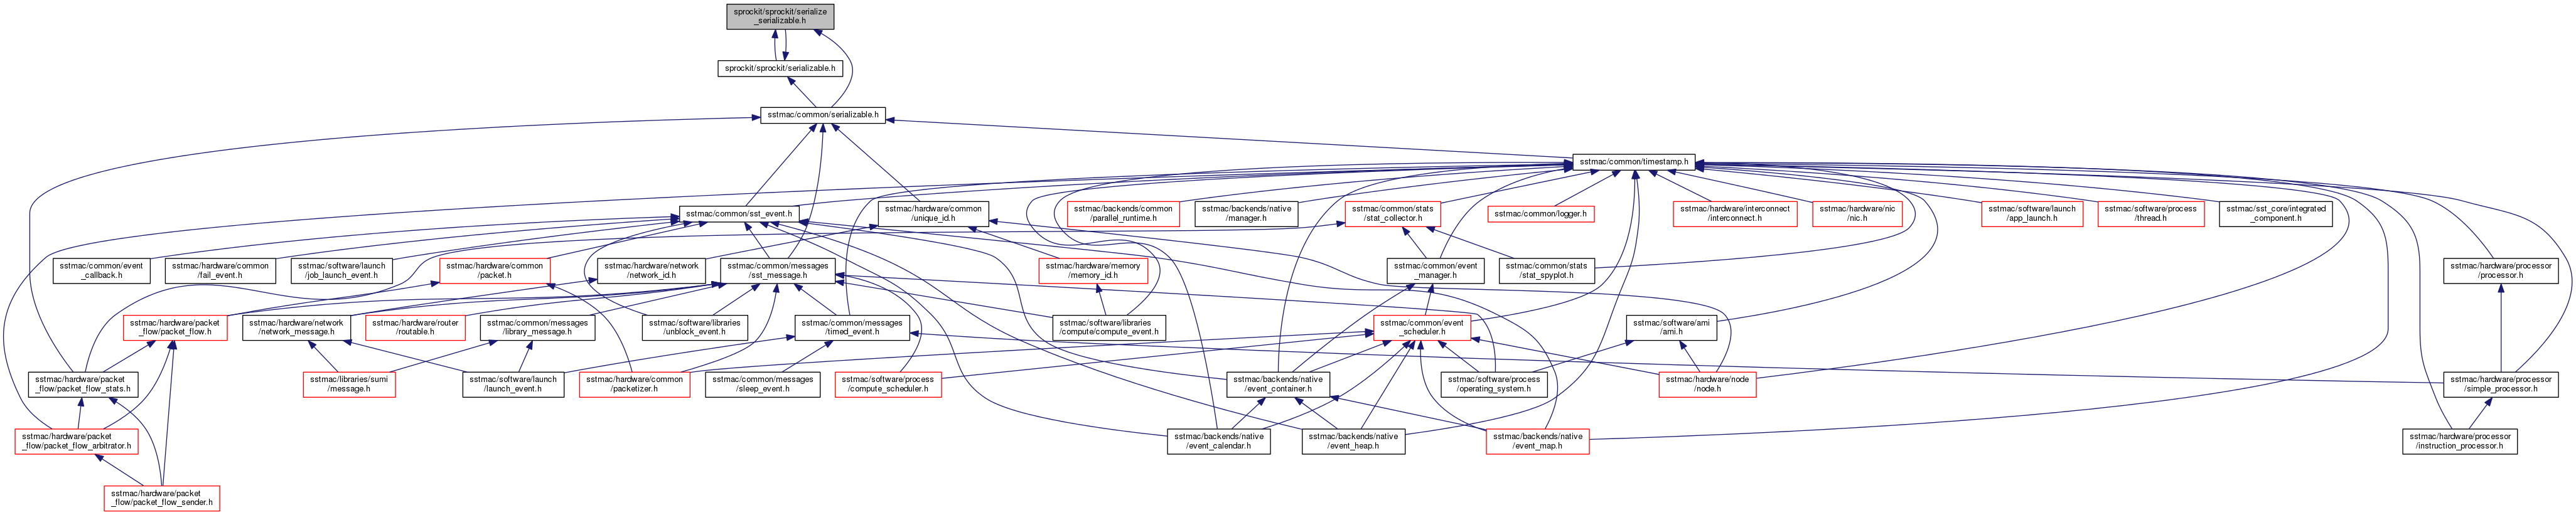 sprockit/sprockit/serialize
_serializable.h
sprockit/sprockit/serializable.h
sstmac/common/serializable.h
sstmac/common/timestamp.h
sstmac/common/sst_event.h
sstmac/hardware/common
/unique_id.h
sstmac/backends/common
/parallel_runtime.h
sstmac/backends/native
/manager.h
sstmac/common/stats
/stat_collector.h
sstmac/common/logger.h
sstmac/hardware/interconnect
/interconnect.h
sstmac/hardware/nic
/nic.h
sstmac/software/launch
/app_launch.h
sstmac/software/process
/thread.h
sstmac/sst_core/integrated
_component.h
sstmac/common/event
_callback.h
sstmac/hardware/common
/fail_event.h
sstmac/software/launch
/job_launch_event.h
sstmac/hardware/common
/packet.h
sstmac/hardware/network
/network_id.h
sstmac/common/messages
/sst_message.h
sstmac/hardware/memory
/memory_id.h
sstmac/common/event
_manager.h
sstmac/common/stats
/stat_spyplot.h
sstmac/hardware/processor
/processor.h
sstmac/hardware/packet
_flow/packet_flow.h
sstmac/hardware/network
/network_message.h
sstmac/hardware/router
/routable.h
sstmac/common/messages
/library_message.h
sstmac/software/libraries
/unblock_event.h
sstmac/common/messages
/timed_event.h
sstmac/software/libraries
/compute/compute_event.h
sstmac/common/event
_scheduler.h
sstmac/software/ami
/ami.h
sstmac/hardware/packet
_flow/packet_flow_stats.h
sstmac/libraries/sumi
/message.h
sstmac/software/launch
/launch_event.h
sstmac/hardware/common
/packetizer.h
sstmac/common/messages
/sleep_event.h
sstmac/software/process
/compute_scheduler.h
sstmac/backends/native
/event_container.h
sstmac/software/process
/operating_system.h
sstmac/hardware/node
/node.h
sstmac/hardware/processor
/simple_processor.h
sstmac/hardware/packet
_flow/packet_flow_arbitrator.h
sstmac/backends/native
/event_calendar.h
sstmac/backends/native
/event_heap.h
sstmac/backends/native
/event_map.h
sstmac/hardware/processor
/instruction_processor.h
sstmac/hardware/packet
_flow/packet_flow_sender.h